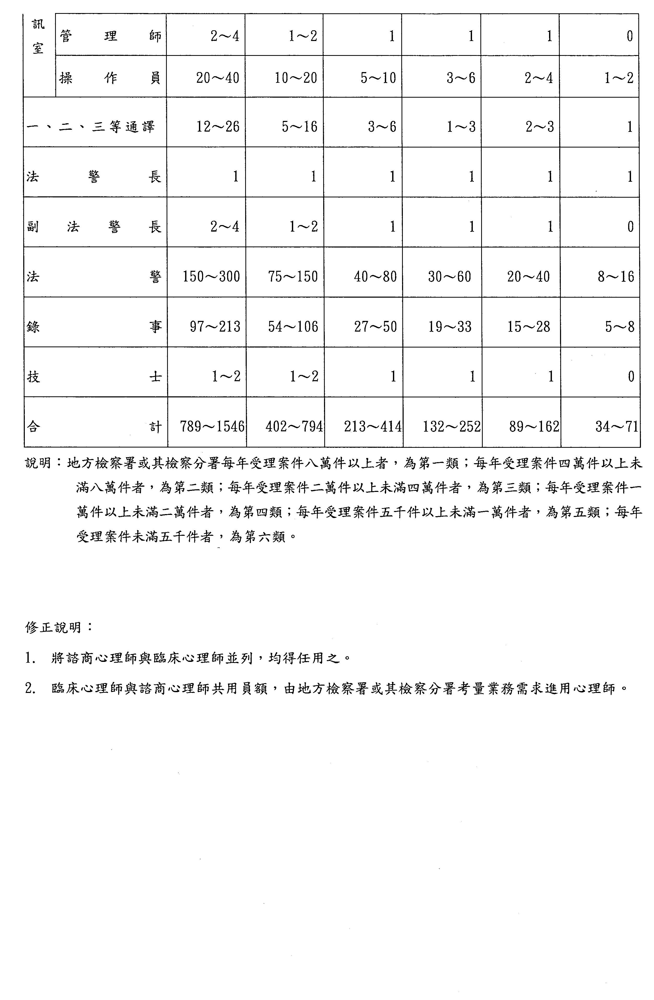 訊室 管理師 2～4 1～2 1 1 1 0
操作員 20～40 10～20 5～10 3～6 2～4 1～2
一、二、三等通譯 12～26 5～16 3～6 1～3 2～3 1
法警長 1 1 1 1 1 1
副法警長 2～4 1～2 1 1 1 0
法警 150～300 75～150 40～80 30～60 20～40 8～16
錄事 97～213 54～106 27～50 19～33 15～28 5～8
技士 1～2 1～2 1 1 1 0
合計 789～1546 402～794 213～414 132～252 89～162 34～71
說明：地方檢察署或其檢察分署每年受理案件八萬件以上者，為第一類；每年受理案件四萬件以上未
滿八萬件者，為第二類；每年受理案件二萬件以上未滿四萬件者，為第三類；每年受理案件一
萬件以上未滿二萬件者，為第四類；每年受理案件五千件以上未滿一萬件者，為第五類；每年
受理案件未滿五千件者，為第六類。
修正說明：
1. 將諮商心理師與臨床心理師並列，均得任用之。
2. 臨床心理師與諮商心理師共用員額，由地方檢察署或其檢察分署考量業務需求進用心理師。